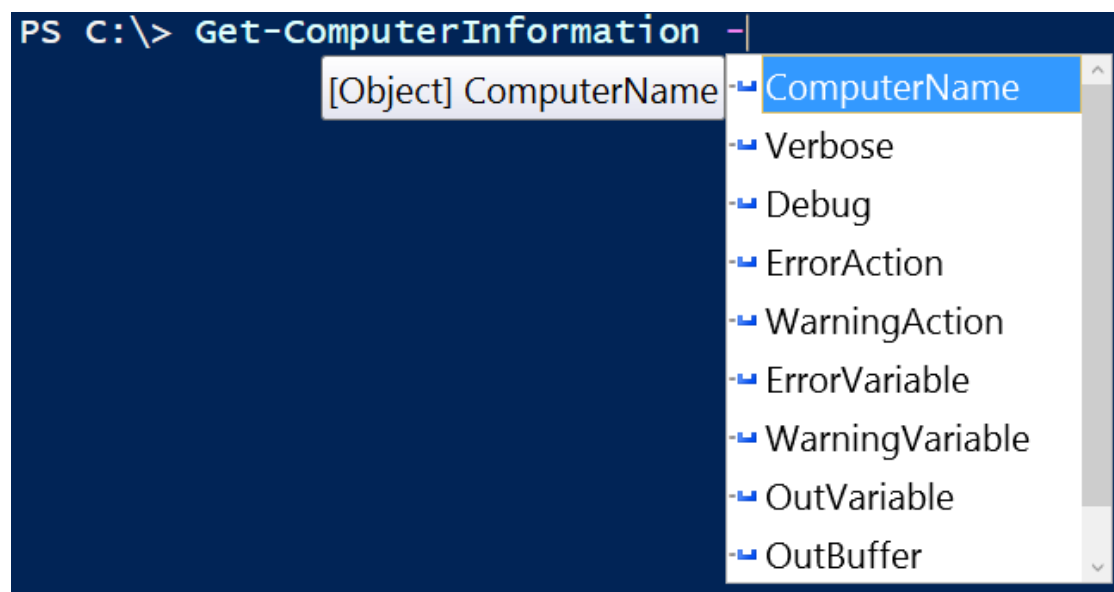 PS C:\> Get-ComputerInformation -
[Object] ComputerName
ComputerName
Verbose
Debug
ErrorAction
WarningAction
ErrorVariable
WarningVariable
OutVariable
OutBuffer